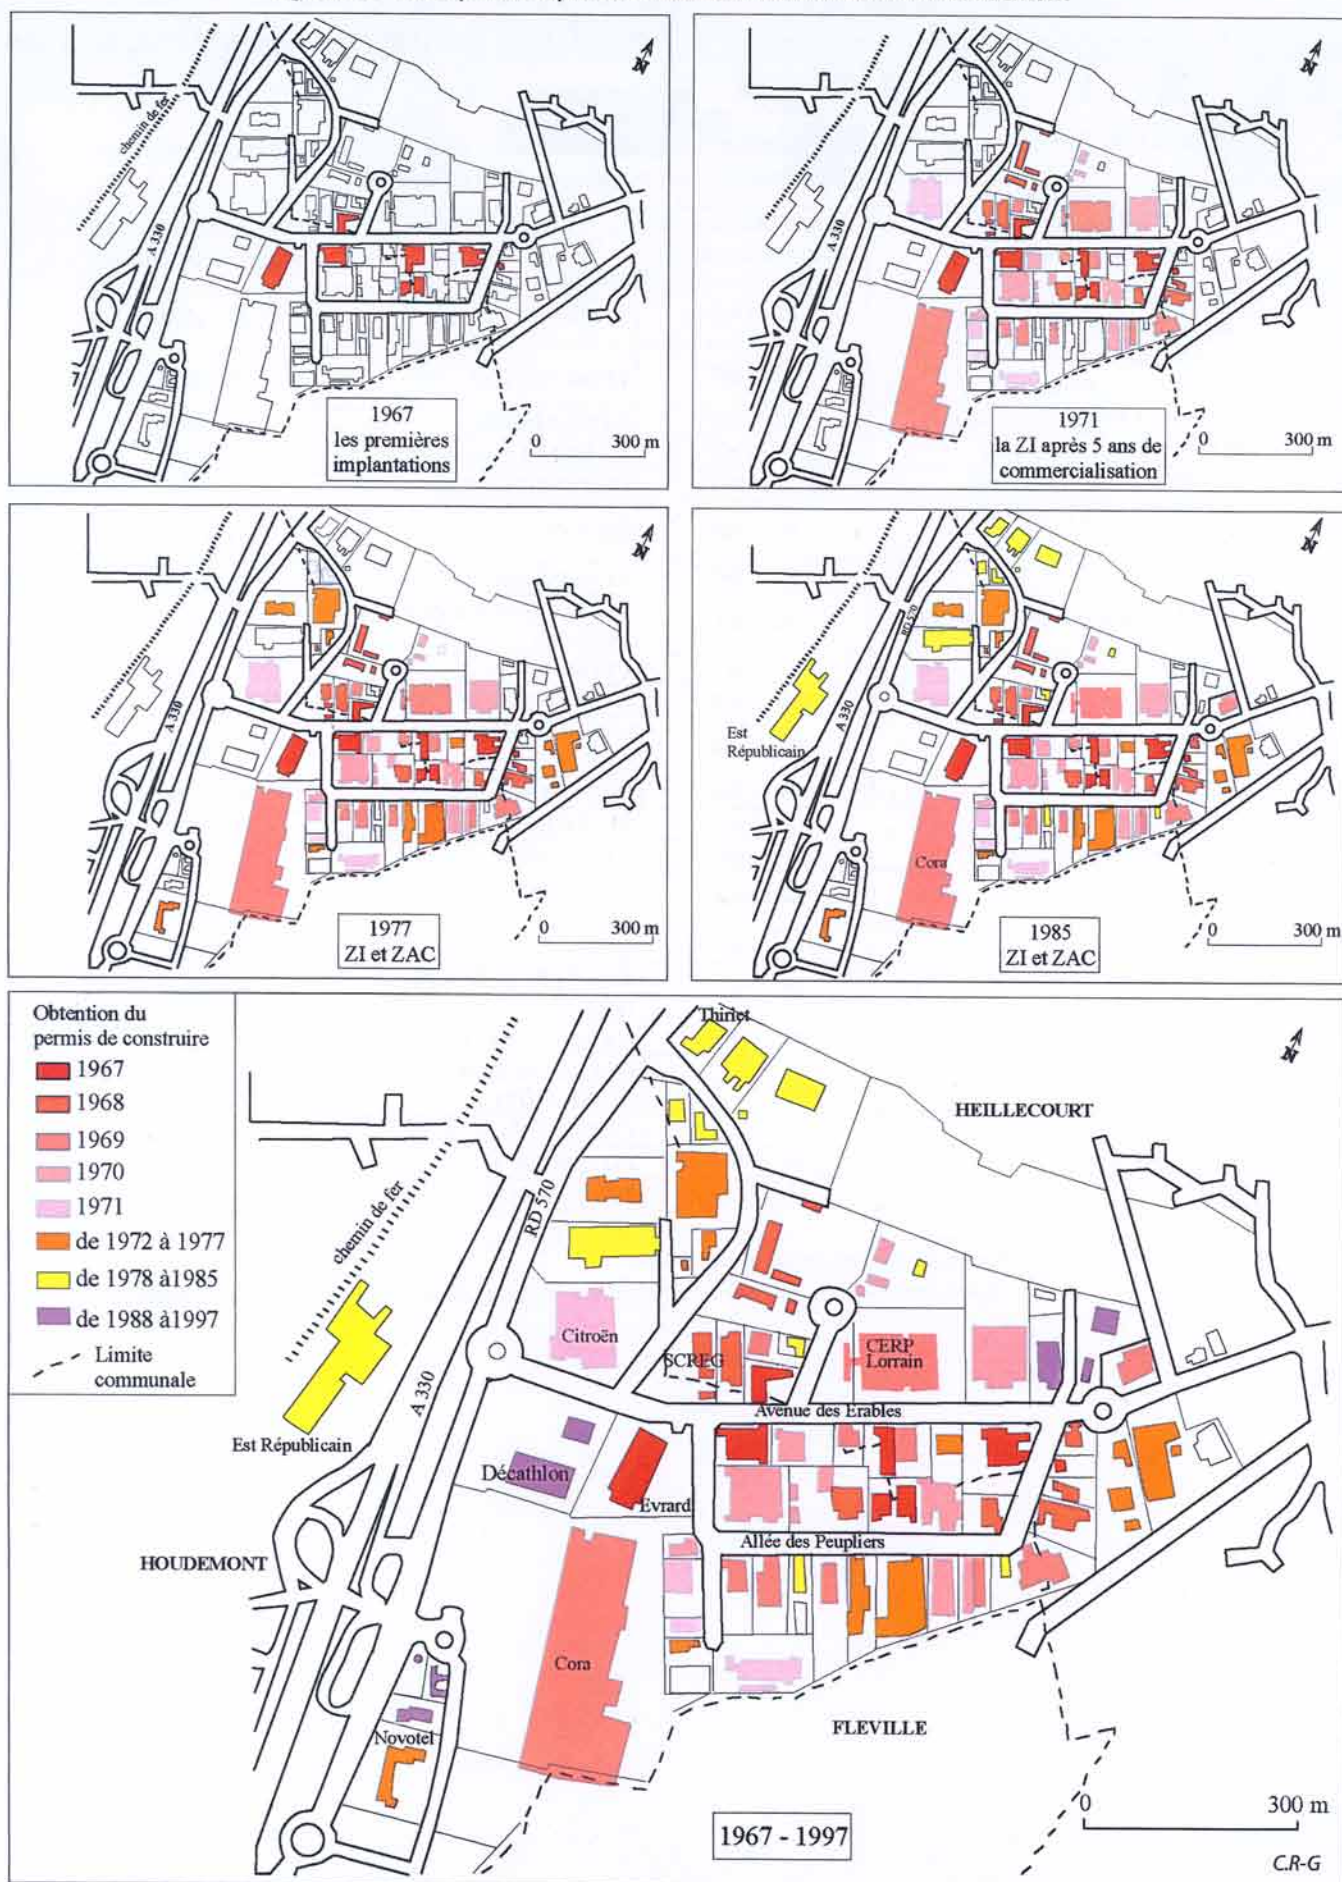 N
chemin de fer
A 330
1967
les premières
implantations
0 300 m
N
chemin de fer
A 330
1971
la ZI après 5 ans de
commercialisation
0 300 m
N
chemin de fer
A 330
1977
ZI et ZAC
0 300 m
N
RD 570
A 330
Est
Républicain
Cora
1985
ZI et ZAC
0 300 m
Obtention du
permis de construire
1967
1968
1969
1970
1971
de 1972 à 1977
de 1978 à1985
de 1988 à1997
Limite
communale
Thiriet
N
HEILLECOURT
chemin de fer
RD 570
Citroën
SCREG
CERP
Lorrain
A 330
Avenue des Erables
Est Républicain
Décathlon
Evrard
Allée des Peupliers
HOUDEMONT
Cora
Novotel
FLEVILLE
1967 - 1997
0 300 m
C.R-G